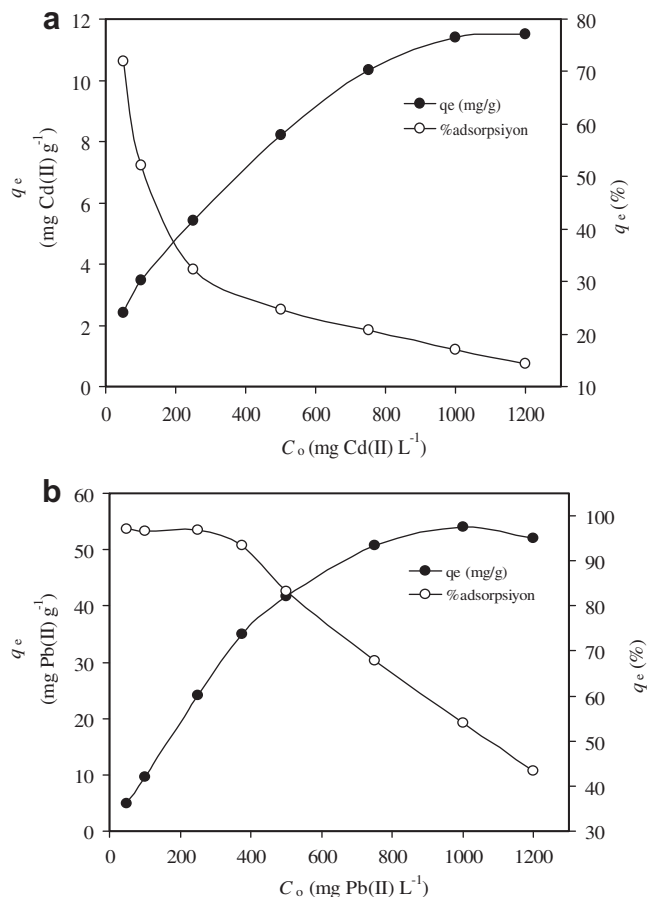 a
12
10
8
6
4
2
0
80
70
60
50
40
30
20
10
0 200 400 600 800 1000 1200
q e
(mg Cd(II) g-1)
q e (%)
qe (mg/g)
%adsorpsiyon
C o (mg Cd(II) L-1)
b
60
50
40
30
20
10
0
100
90
80
70
60
50
40
30
0 200 400 600 800 1000 1200
q e
(mg Pb(II) g-1)
q e (%)
qe (mg/g)
%adsorpsiyon
C o (mg Pb(II) L-1)